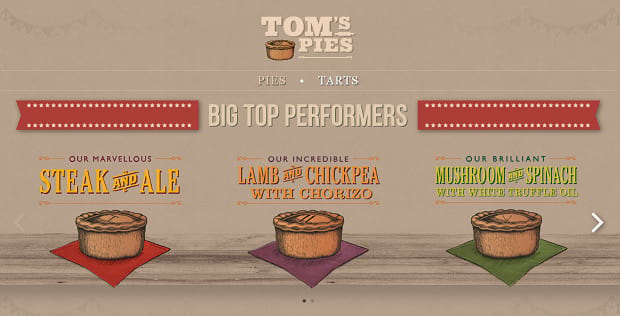 TOM'S
PIES
PIES • TARTS
BIG TOP PERFORMERS
OUR MARVELLOUS
STEAK AND ALE
OUR INCREDIBLE
LAMB AND CHICKPEA
WITH CHORIZO
OUR BRILLIANT
MUSHROOM AND SPINACH
WITH WHITE TRUFFLE OIL